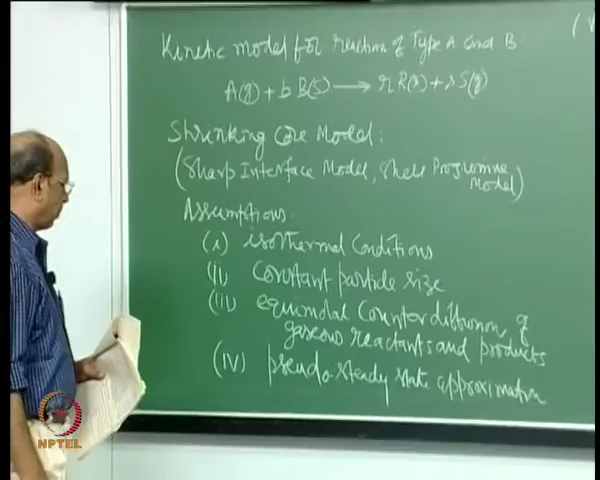 Kinetic model for reaction of Type A and B
A(g) + b B(s) → r R(g) + s S(g)
Shrinking Core Model:
(Sharp Interface Model, Shell Progressive
Model)
Assumptions.
(i) isothermal Conditions
(ii) Constant particle size
(iii) equimolal Counter diffusion of
gaseous reactants and products
(iv) pseudo-steady state approximation
NPTEL